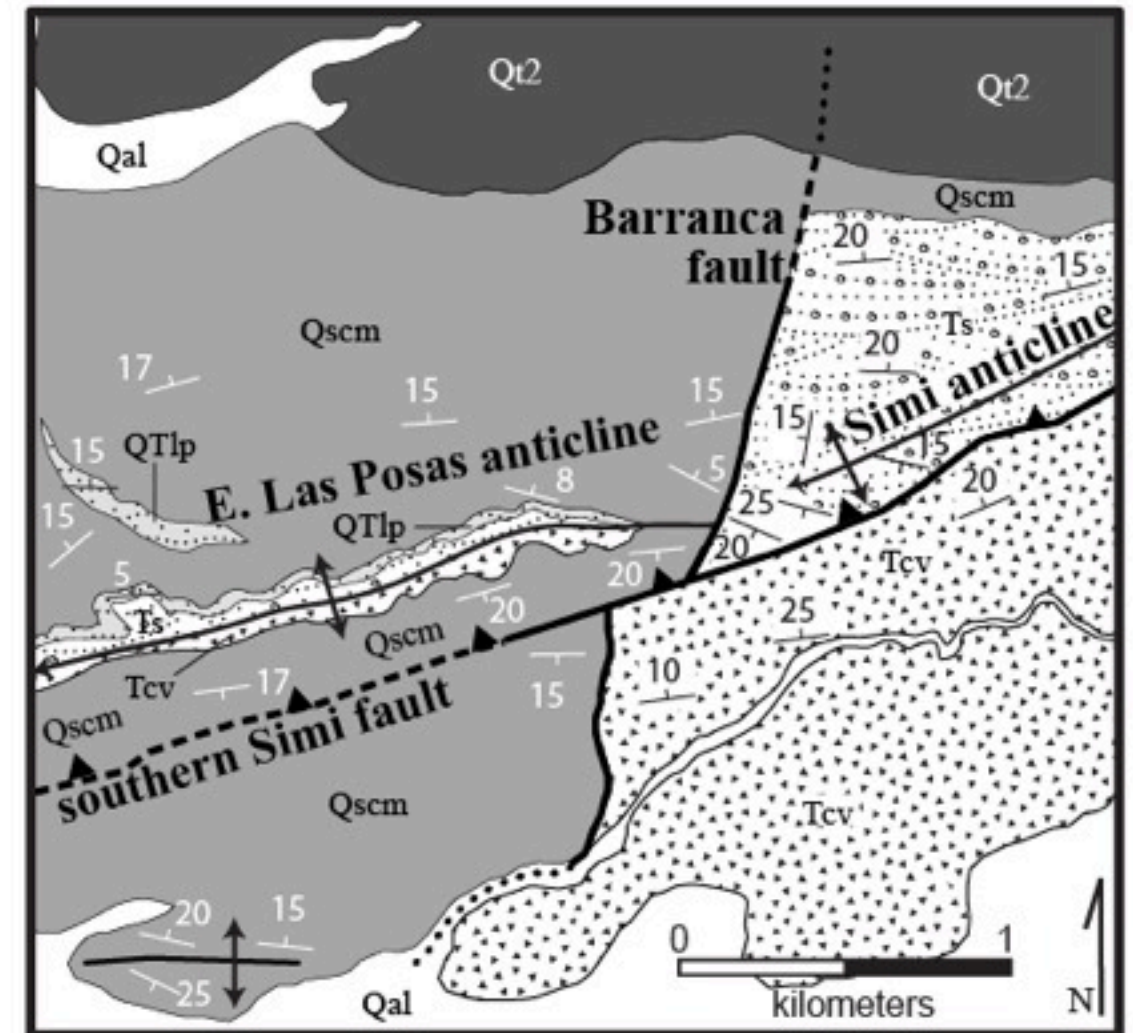 Qt2
Qt2
Qal
Qscm
Barranca
fault
20
15
Ts
Qscm
20
17
15
15
Simi anticline
15
15
QTlp
E. Las Posas anticline
15
5
8
20
QTlp
25
15
20
Tcv
5
20
Ts
20
Qscm
25
Tcv
17
10
15
Qscm
southern Simi fault
Qscm
Tcv
20
15
25
Qal
0
1
kilometers
N